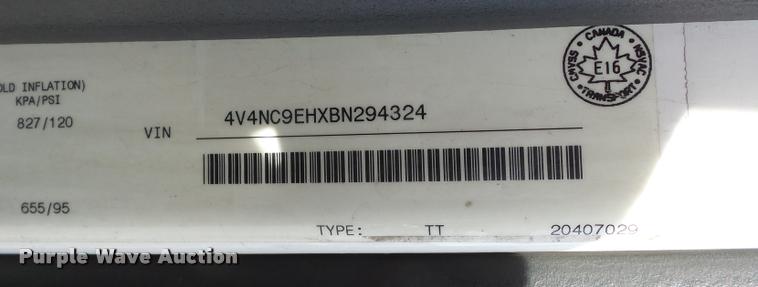 OLD INFLATION)
KPA/PSI
827/120
VIN 4V4NC9EHXBN294324
655/95
TYPE: TT 20407029
CANADA
NSVAC
E16
TRANSPORT
Purple Wave Auction